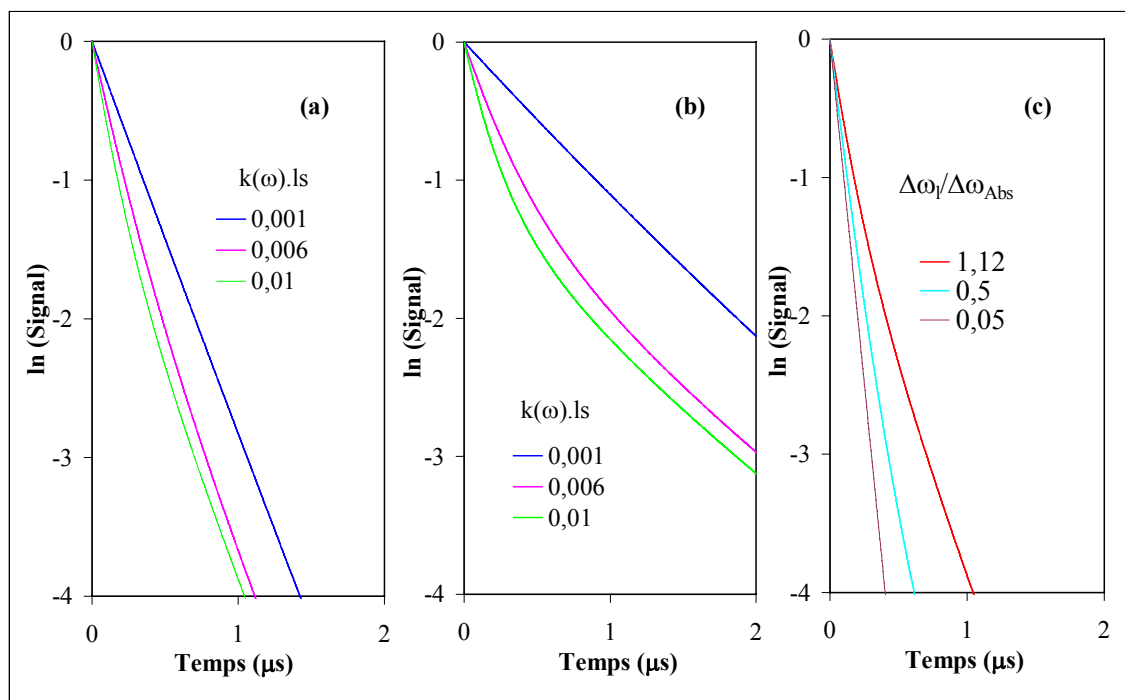 (a)
0
-1
-2
-3
-4
ln (Signal)
k(ω).ls
0,001
0,006
0,01
0 1 2
Temps (μs)
(b)
0
-1
-2
-3
-4
ln (Signal)
k(ω).ls
0,001
0,006
0,01
0 1 2
Temps (μs)
(c)
0
-1
-2
-3
-4
ln (Signal)
Δω_l/Δω_Abs
1,12
0,5
0,05
0 1 2
Temps (μs)